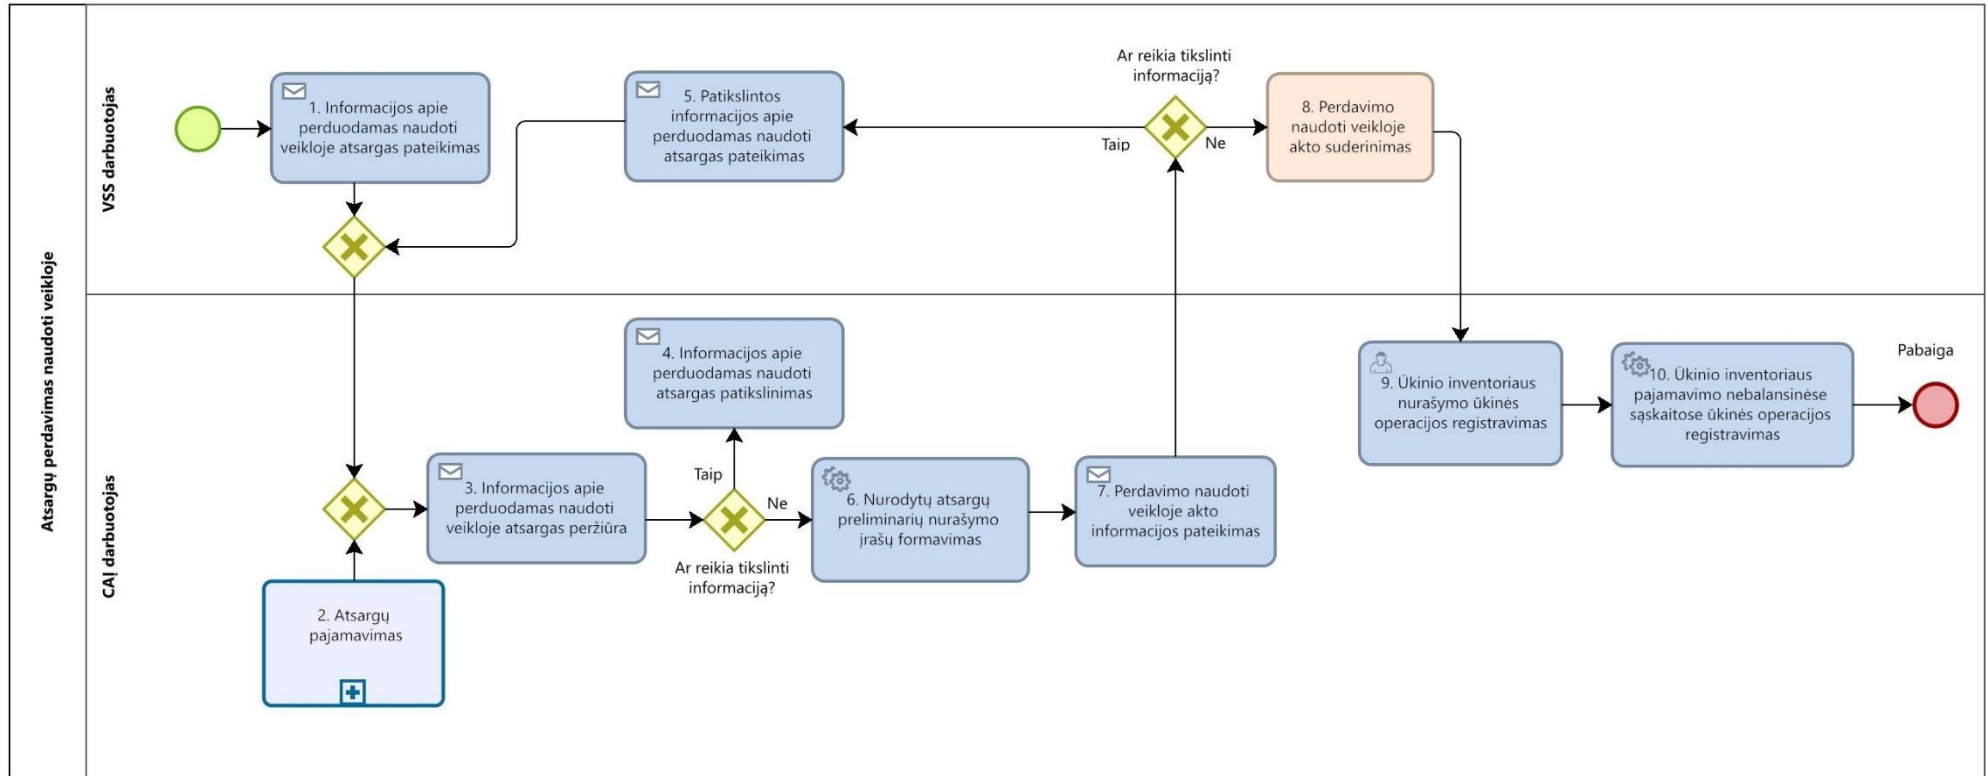 Atsargų perdavimas naudoti veikloje
VSS darbuotojas
1. Informacijos apie
perduodamas naudoti
veikloje atsargas pateikimas
5. Patikslintos
informacijos apie
perduodamas naudoti
atsargas pateikimas
Ar reikia tikslinti
informaciją?
Taip
Ne
8. Perdavimo
naudoti veikloje
akto suderinimas
CAĮ darbuotojas
2. Atsargų
pajamavimas
3. Informacijos apie
perduodamas naudoti
veikloje atsargas peržiūra
4. Informacijos apie
perduodamas naudoti
atsargas patikslinimas
Taip
Ne
Ar reikia tikslinti
informaciją?
6. Nurodytų atsargų
preliminarių nurašymo
įrašų formavimas
7. Perdavimo naudoti
veikloje akto
informacijos pateikimas
9. Ūkinio inventoriaus
nurašymo ūkinės
operacijos registravimas
10. Ūkinio inventoriaus
pajamavimo nebalansinėse
sąskaitose ūkinės operacijos
registravimas
Pabaiga